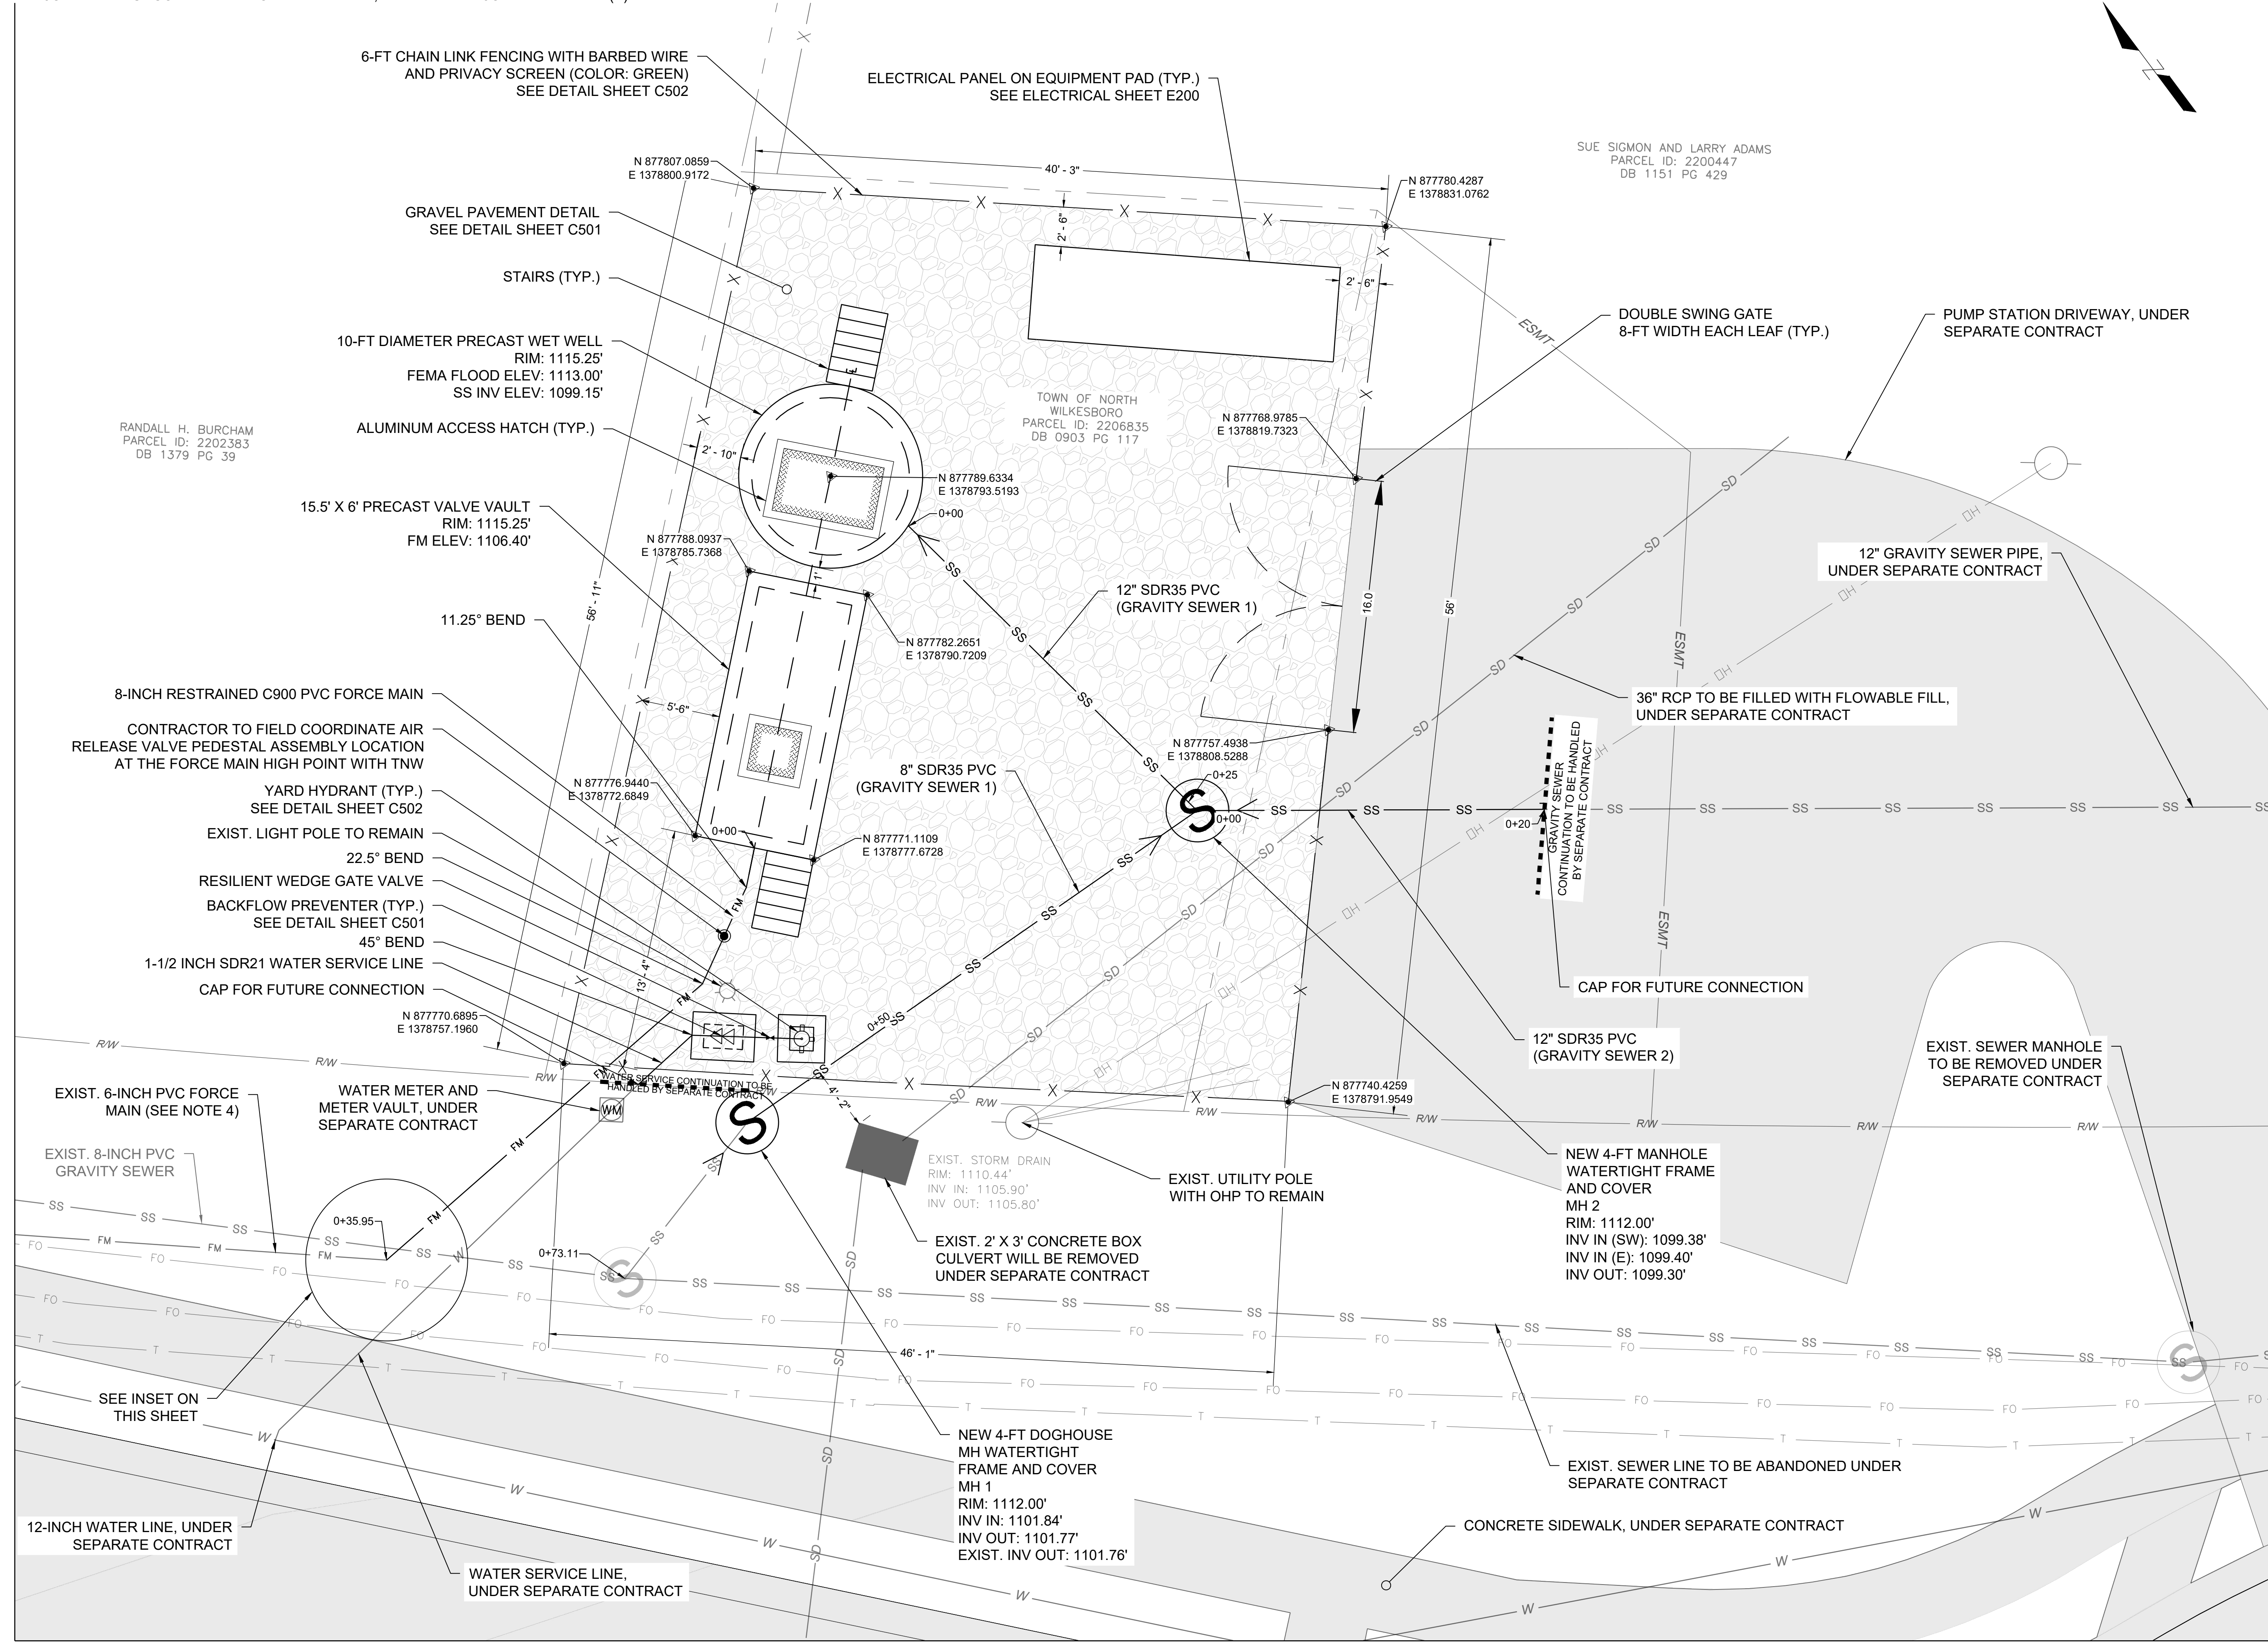 6-FT CHAIN LINK FENCING WITH BARBED WIRE
AND PRIVACY SCREEN (COLOR: GREEN)
SEE DETAIL SHEET C502
ELECTRICAL PANEL ON EQUIPMENT PAD (TYP.)
SEE ELECTRICAL SHEET E200
Z
SUE SIGMON AND LARRY ADAMS
PARCEL ID: 2200447
DB 1151 PG 429
N 877807.0859
E 1378800.9172
40' - 3"
N 877780.4287
E 1378831.0762
2' - 6"
2' - 6"
GRAVEL PAVEMENT DETAIL
SEE DETAIL SHEET C501
STAIRS (TYP.)
10-FT DIAMETER PRECAST WET WELL
RIM: 1115.25'
FEMA FLOOD ELEV: 1113.00'
SS INV ELEV: 1099.15'
DOUBLE SWING GATE
8-FT WIDTH EACH LEAF (TYP.)
PUMP STATION DRIVEWAY, UNDER
SEPARATE CONTRACT
ESMT
TOWN OF NORTH
WILKESBORO
PARCEL ID: 2206835
DB 0903 PG 117
RANDALL H. BURCHAM
PARCEL ID: 2202383
DB 1379 PG 39
ALUMINUM ACCESS HATCH (TYP.)
N 877768.9785
E 1378819.7323
2' - 10"
N 877789.6334
E 1378793.5193
0+00
15.5' X 6' PRECAST VALVE VAULT
RIM: 1115.25'
FM ELEV: 1106.40'
N 877788.0937
E 1378785.7368
1'
12" GRAVITY SEWER PIPE,
UNDER SEPARATE CONTRACT
12" SDR35 PVC
(GRAVITY SEWER 1)
16.0
56'
56' - 11"
11.25° BEND
N 877782.2651
E 1378790.7209
ESMT
8-INCH RESTRAINED C900 PVC FORCE MAIN
5'-6"
36" RCP TO BE FILLED WITH FLOWABLE FILL,
UNDER SEPARATE CONTRACT
CONTRACTOR TO FIELD COORDINATE AIR
RELEASE VALVE PEDESTAL ASSEMBLY LOCATION
AT THE FORCE MAIN HIGH POINT WITH TNW
N 877757.4938
E 1378808.5288
8" SDR35 PVC
(GRAVITY SEWER 1)
0+25
N 877776.9440
E 1378772.6849
YARD HYDRANT (TYP.)
SEE DETAIL SHEET C502
GRAVITY SEWER
CONTINUATION TO BE HANDLED
BY SEPARATE CONTRACT
0+00
0+20
EXIST. LIGHT POLE TO REMAIN
0+00
N 877771.1109
E 1378777.6728
22.5° BEND
RESILIENT WEDGE GATE VALVE
BACKFLOW PREVENTER (TYP.)
SEE DETAIL SHEET C501
ESMT
45° BEND
1-1/2 INCH SDR21 WATER SERVICE LINE
13' - 4"
CAP FOR FUTURE CONNECTION
CAP FOR FUTURE CONNECTION
N 877770.6895
E 1378757.1960
0+50
12" SDR35 PVC
(GRAVITY SEWER 2)
EXIST. SEWER MANHOLE
TO BE REMOVED UNDER
SEPARATE CONTRACT
WATER SERVICE CONTINUATION TO BE
HANDLED BY SEPARATE CONTRACT
EXIST. 6-INCH PVC FORCE
MAIN (SEE NOTE 4)
WATER METER AND
METER VAULT, UNDER
SEPARATE CONTRACT
WM
4' - 2"
N 877740.4259
E 1378791.9549
EXIST. 8-INCH PVC
GRAVITY SEWER
EXIST. STORM DRAIN
RIM: 1110.44'
INV IN: 1105.90'
INV OUT: 1105.80'
EXIST. UTILITY POLE
WITH OHP TO REMAIN
NEW 4-FT MANHOLE
WATERTIGHT FRAME
AND COVER
MH 2
RIM: 1112.00'
INV IN (SW): 1099.38'
INV IN (E): 1099.40'
INV OUT: 1099.30'
0+35.95
0+73.11
EXIST. 2' X 3' CONCRETE BOX
CULVERT WILL BE REMOVED
UNDER SEPARATE CONTRACT
46' - 1"
SEE INSET ON
THIS SHEET
NEW 4-FT DOGHOUSE
MH WATERTIGHT
FRAME AND COVER
MH 1
RIM: 1112.00'
INV IN: 1101.84'
INV OUT: 1101.77'
EXIST. INV OUT: 1101.76'
EXIST. SEWER LINE TO BE ABANDONED UNDER
SEPARATE CONTRACT
12-INCH WATER LINE, UNDER
SEPARATE CONTRACT
CONCRETE SIDEWALK, UNDER SEPARATE CONTRACT
WATER SERVICE LINE,
UNDER SEPARATE CONTRACT